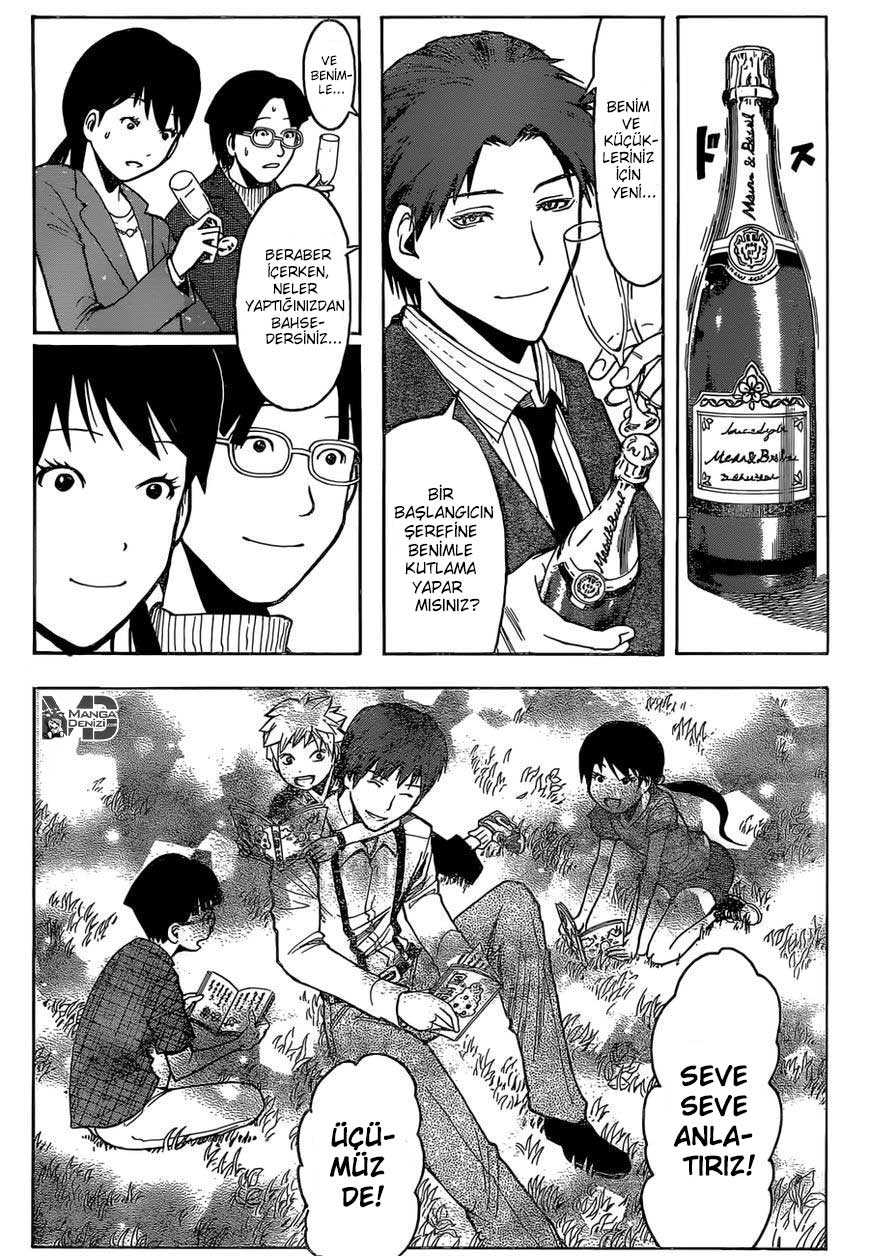 ドス
BENİM
VE
KÜÇÜK-
LERİNİZ
İÇİN
YENİ...
BİR
BAŞLANGICIN
ŞEREFİNE
BENİMLE
KUTLAMA
YAPAR
MISINIZ?
VE
BENİM-
LE...
BERABER
İÇERKEN,
NELER
YAPTIĞINIZDAN
BAHSE-
DERSİNİZ...
MD
MANGA
DENİZİ
SEVE
SEVE
ANLA-
TIRIZ!
ÜÇÜ-
MÜZ
DE!